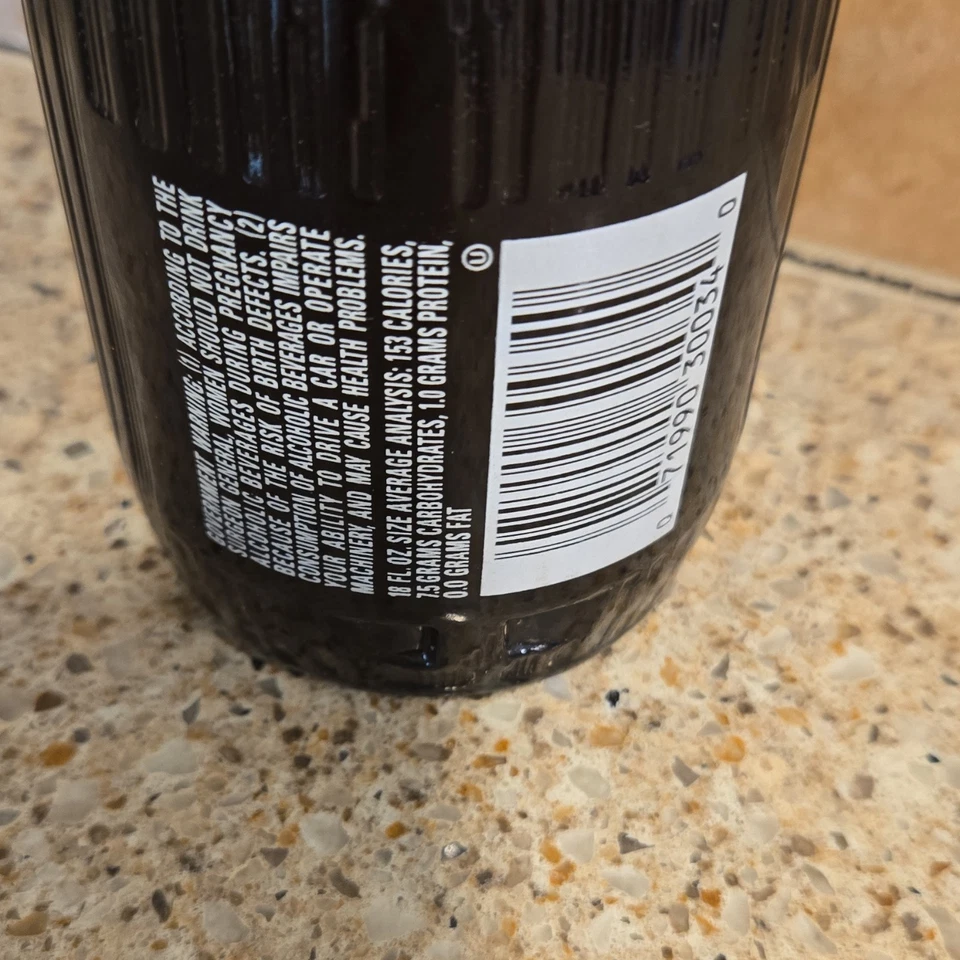 GOVERNMENT WARNING: (1) ACCORDING TO THE
SURGEON GENERAL, WOMEN SHOULD NOT DRINK
ALCOHOLIC BEVERAGES DURING PREGNANCY
BECAUSE OF THE RISK OF BIRTH DEFECTS. (2)
CONSUMPTION OF ALCOHOLIC BEVERAGES IMPAIRS
YOUR ABILITY TO DRIVE A CAR OR OPERATE
MACHINERY, AND MAY CAUSE HEALTH PROBLEMS.
18 FL. OZ. SIZE AVERAGE ANALYSIS: 153 CALORIES,
7.5 GRAMS CARBOHYDRATES, 1.0 GRAMS PROTEIN,
0.0 GRAMS FAT
U
0 71990 30034 0